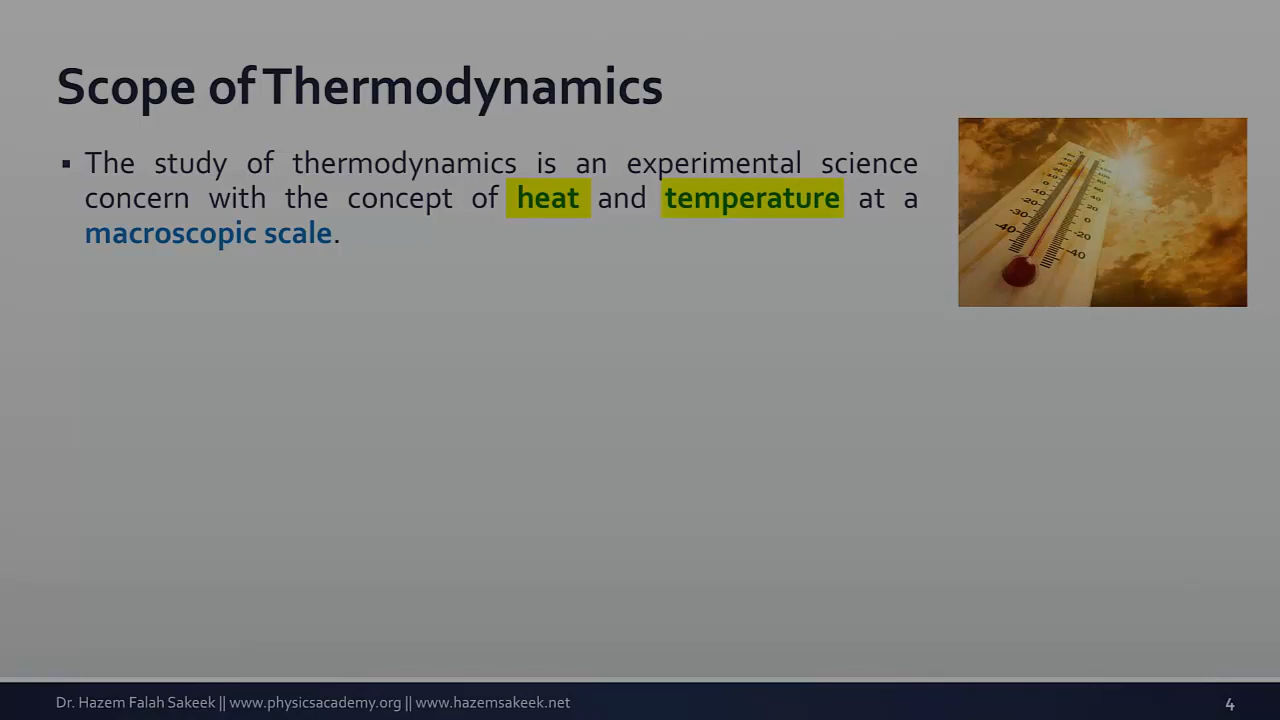 Scope of Thermodynamics
▪ The study of thermodynamics is an experimental science
concern with the concept of heat and temperature at a
macroscopic scale.
Dr. Hazem Falah Sakeek || www.physicsacademy.org || www.hazemsakeek.net
4